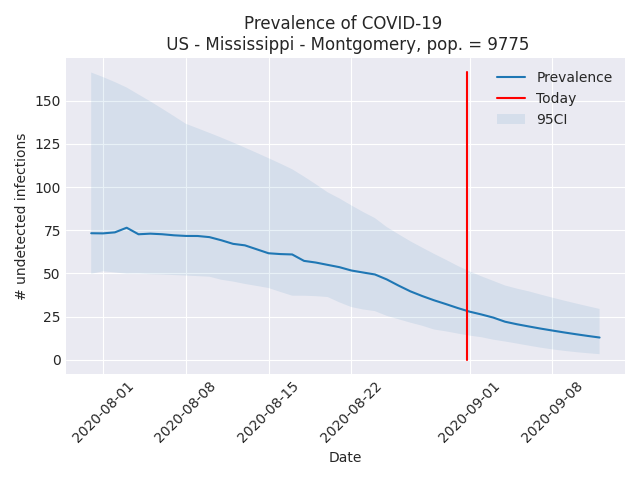 Prevalence of COVID-19
US - Mississippi - Montgomery, pop. = 9775
Prevalence
Today
95CI
# undetected infections
150
125
100
75
50
25
0
2020-08-01
2020-08-08
2020-08-15
2020-08-22
2020-09-01
2020-09-08
Date